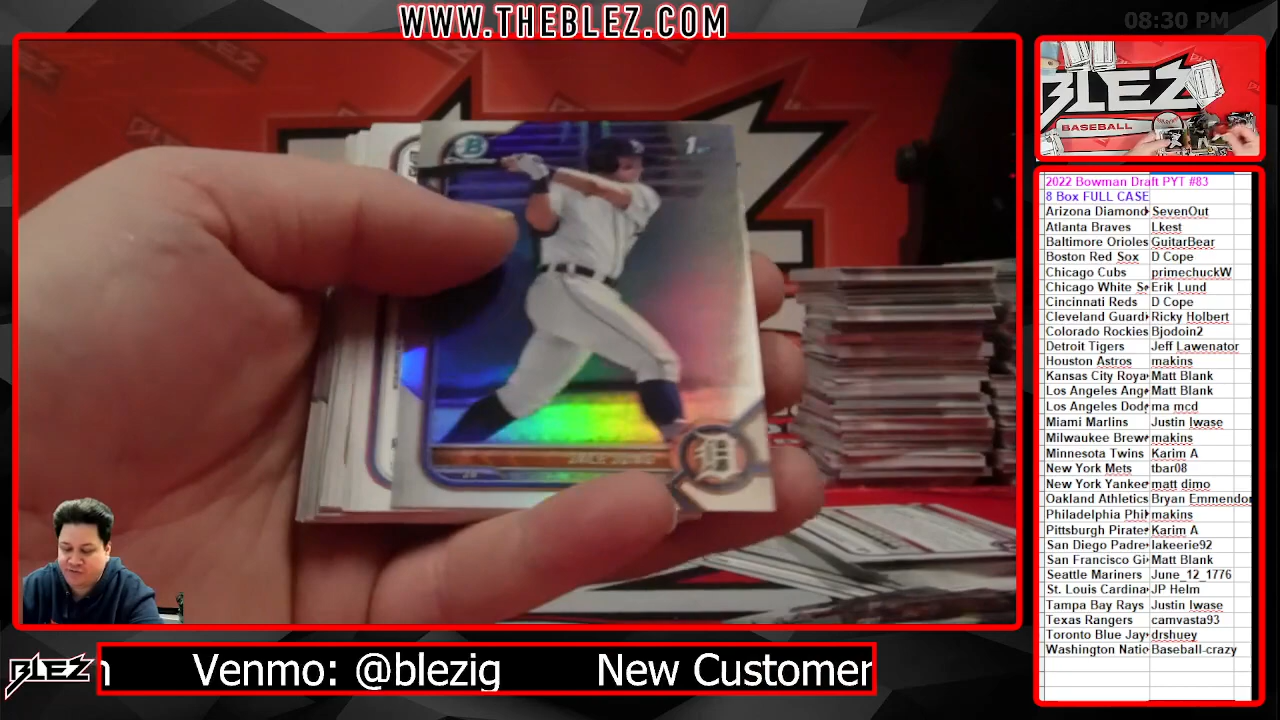 WWW.THEBLEZ.COM
08:30 PM
BLEZ
BASEBALL
1st
JACE JUNG
2022 Bowman Draft PYT #83
8 Box FULL CASE
Arizona Diamond SevenOut
Atlanta Braves Lkest
Baltimore Orioles GuitarBear
Boston Red Sox D Cope
Chicago Cubs primechuckW
Chicago White S Erik Lund
Cincinnati Reds D Cope
Cleveland Guard Ricky Holbert
Colorado Rockies Bjodoin2
Detroit Tigers Jeff Lawenator
Houston Astros makins
Kansas City Roya Matt Blank
Los Angeles Ang Matt Blank
Los Angeles Dod ma mcd
Miami Marlins Justin Iwase
Milwaukee Brew makins
Minnesota Twins Karim A
New York Mets tbar08
New York Yankee matt dimo
Oakland Athletics Bryan Emmendor
Philadelphia Phil makins
Pittsburgh Pirate Karim A
San Diego Padre lakeerie92
San Francisco Gi Matt Blank
Seattle Mariners June_12_1776
St. Louis Cardina JP Helm
Tampa Bay Rays Justin Iwase
Texas Rangers camvasta93
Toronto Blue Jay drshuey
Washington Natio Baseball-crazy
BLEZ
Venmo: @blezig New Customer